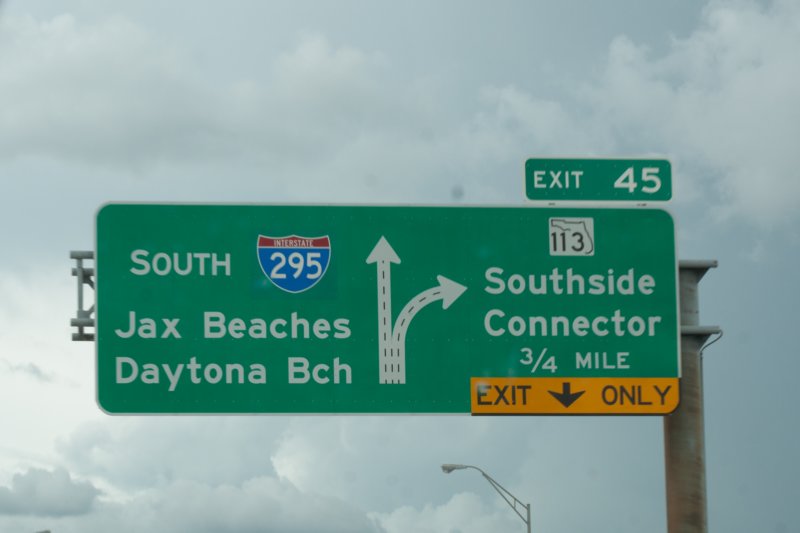 EXIT 45
SOUTH INTERSTATE 295
Jax Beaches
Daytona Bch
113
Southside
Connector
3/4 MILE
EXIT ONLY